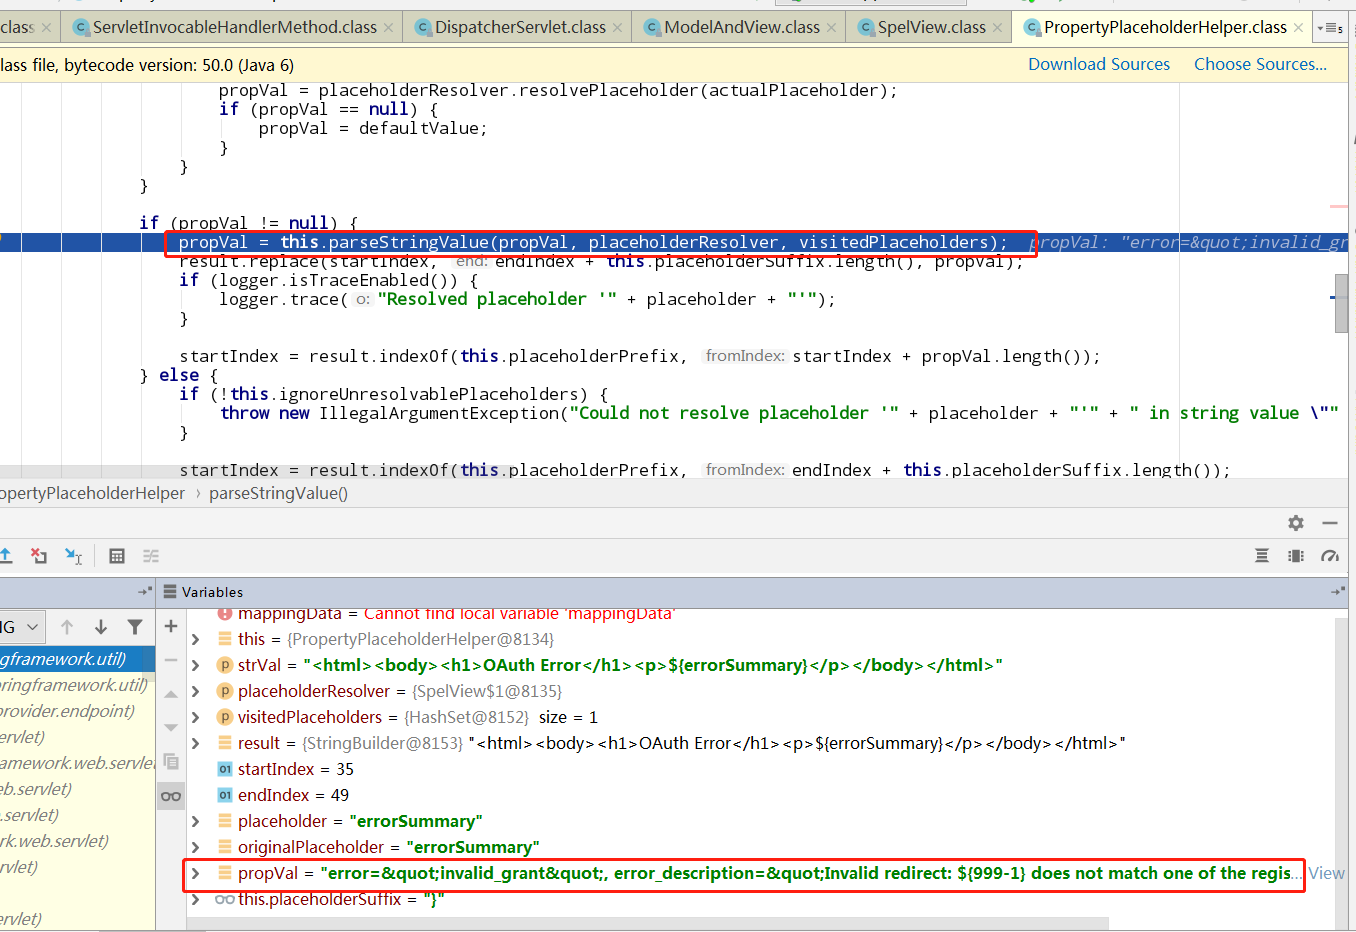 class
ServletInvocableHandlerMethod.class
DispatcherServlet.class
ModelAndView.class
SpelView.class
PropertyPlaceholderHelper.class
lass file, bytecode version: 50.0 (Java 6)
Download Sources
Choose Sources...
propVal = placeholderResolver.resolvePlaceholder(actualPlaceholder);
if (propVal == null) {
propVal = defaultValue;
}
}
}
if (propVal != null) {
propVal = this.parseStringValue(propVal, placeholderResolver, visitedPlaceholders); propVal: "error=&quot;invalid_gr
result.replace(startIndex, end: endIndex + this.placeholderSuffix.length(), propVal);
if (logger.isTraceEnabled()) {
logger.trace( o: "Resolved placeholder '" + placeholder + "'");
}
startIndex = result.indexOf(this.placeholderPrefix, fromIndex: startIndex + propVal.length());
} else {
if (!this.ignoreUnresolvablePlaceholders) {
throw new IllegalArgumentException("Could not resolve placeholder '" + placeholder + "'" + " in string value \""
}
startIndex = result.indexOf(this.placeholderPrefix, fromIndex: endIndex + this.placeholderSuffix.length());
opertyPlaceholderHelper › parseStringValue()
Variables
NG
gframework.util)
ringframework.util)
provider.endpoint)
ervlet)
amework.web.servle
eb.servlet)
.servlet)
rk.web.servlet)
rvlet)
ervlet)
mappingData = Cannot find local variable 'mappingData'
this = {PropertyPlaceholderHelper@8134}
strVal = "<html><body><h1>OAuth Error</h1><p>${errorSummary}</p></body></html>"
placeholderResolver = {SpelView$1@8135}
visitedPlaceholders = {HashSet@8152} size = 1
result = {StringBuilder@8153} "<html><body><h1>OAuth Error</h1><p>${errorSummary}</p></body></html>"
startIndex = 35
endIndex = 49
placeholder = "errorSummary"
originalPlaceholder = "errorSummary"
propVal = "error=&quot;invalid_grant&quot;, error_description=&quot;Invalid redirect: ${999-1} does not match one of the regis... View
this.placeholderSuffix = "}"